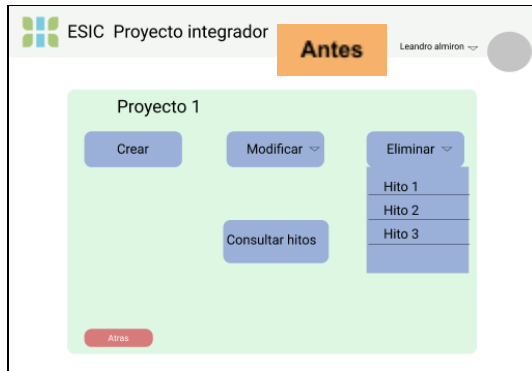 ESIC Proyecto integrador
Antes
Leandro almiron
Proyecto 1
Crear
Modificar
Eliminar
Hito 1
Hito 2
Hito 3
Consultar hitos
Atras